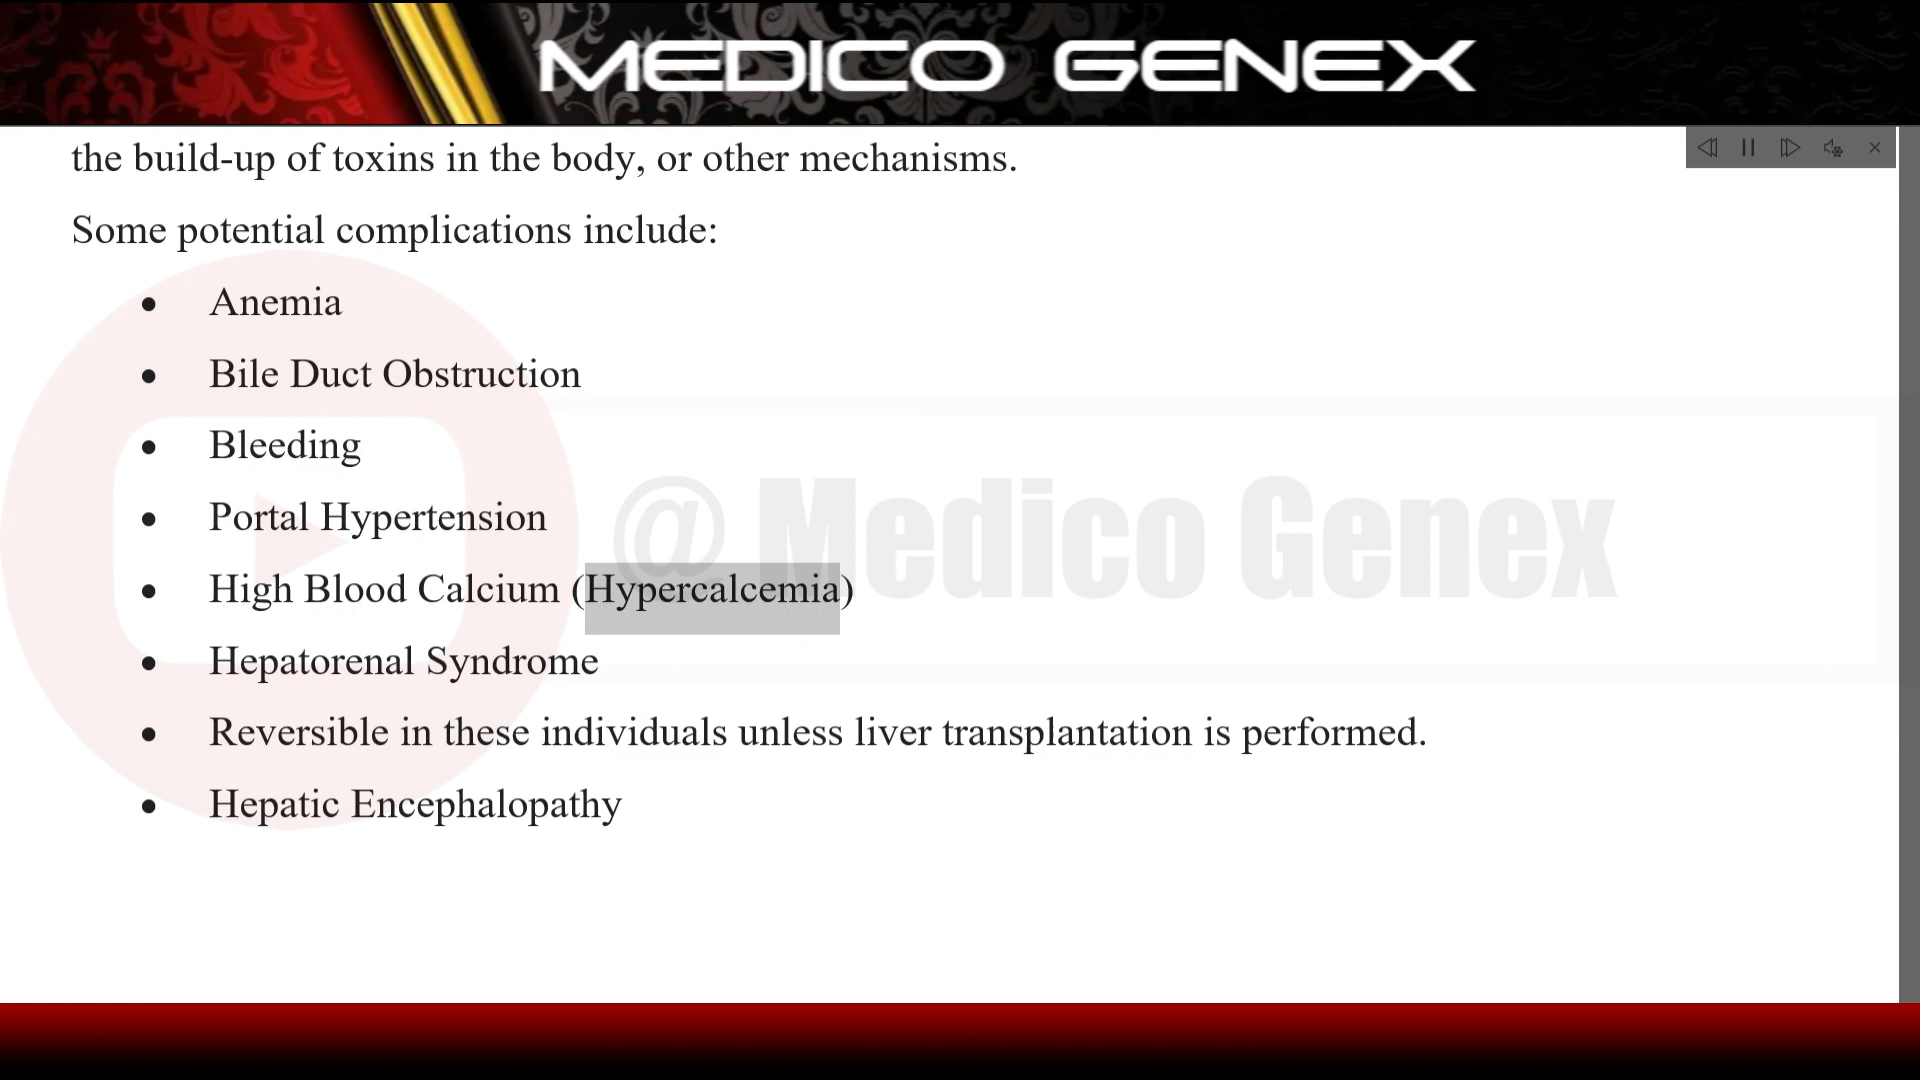 MEDICO GENEX
the build-up of toxins in the body, or other mechanisms.
Some potential complications include:
• Anemia
• Bile Duct Obstruction
• Bleeding
• Portal Hypertension
• High Blood Calcium (Hypercalcemia)
• Hepatorenal Syndrome
• Reversible in these individuals unless liver transplantation is performed.
• Hepatic Encephalopathy
@ Medico Genex